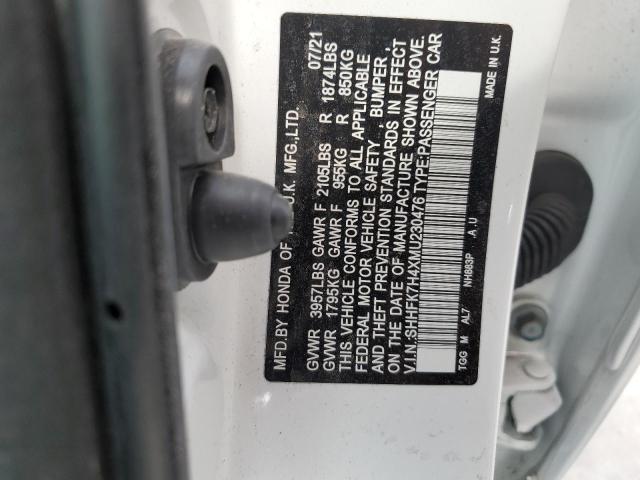 MFD.BY HONDA OF U.K. MFG.,LTD. 07/21
GVWR 3957LBS GAWR F 2105LBS R 1874LBS
GVWR 1795KG GAWR F 955KG R 850KG
THIS VEHICLE CONFORMS TO ALL APPLICABLE
FEDERAL MOTOR VEHICLE SAFETY , BUMPER ,
AND THEFT PREVENTION STANDARDS IN EFFECT
ON THE DATE OF MANUFACTURE SHOWN ABOVE.
V.I.N.:SHHFK7H4XMU230476 TYPE:PASSENGER CAR
TGG M AL7 NH883P .A U MADE IN U.K.